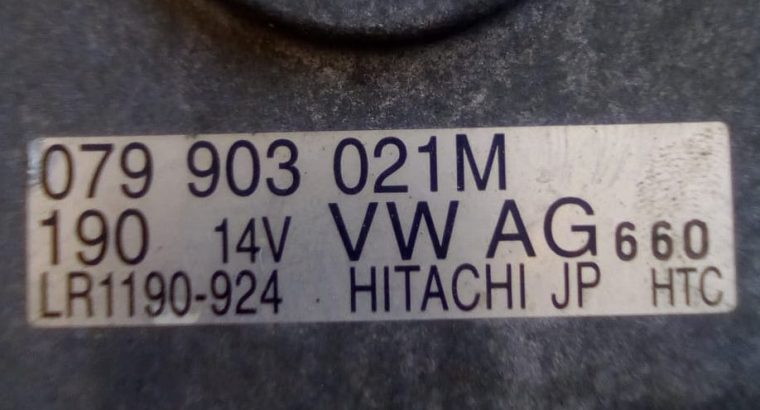 079 903 021M
190 14V VW AG 660
LR1190-924 HITACHI JP HTC